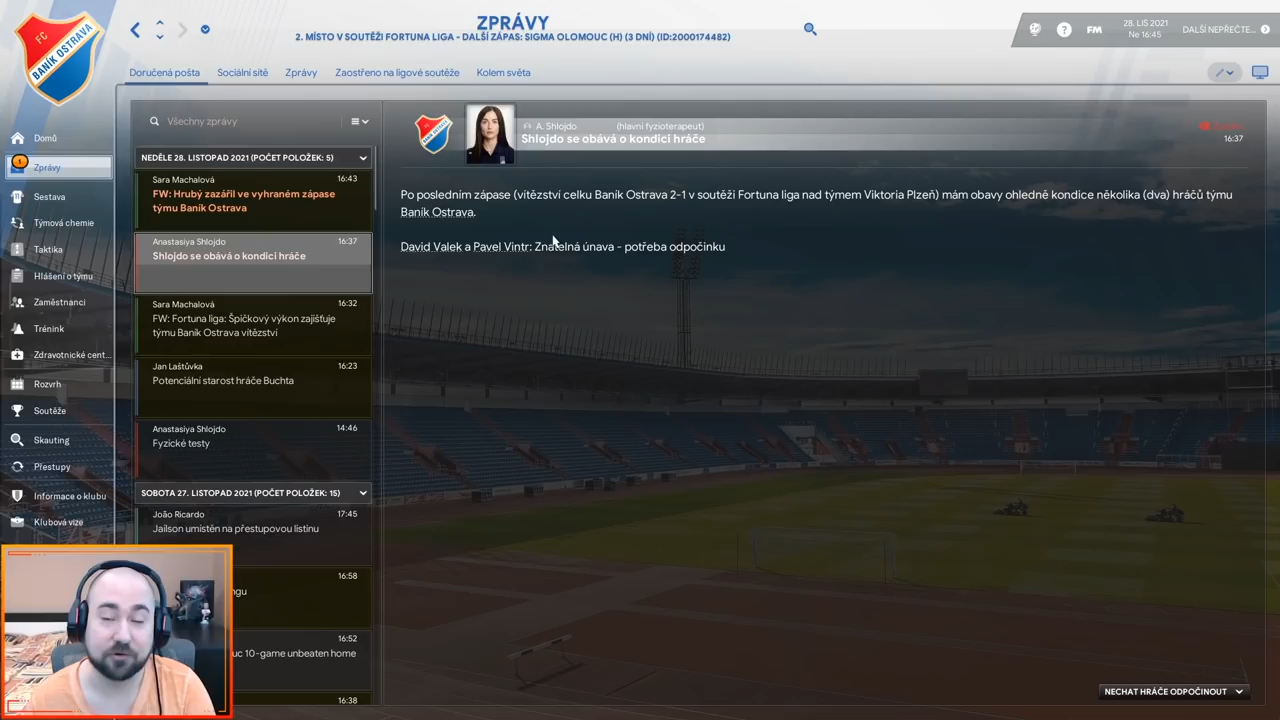 FC
BANÍK OSTRAVA
ZPRÁVY
2. MÍSTO V SOUTĚŽI FORTUNA LIGA - DALŠÍ ZÁPAS: SIGMA OLOMOUC (H) (3 DNÍ) (ID:2000174482)
FM
28. LIS 2021
Ne 16:45
DALŠÍ NEPŘEČTE...
Doručená pošta
Sociální sítě
Zprávy
Zaostřeno na ligové soutěže
Kolem světa
Domů
1
Zprávy
Sestava
Týmová chemie
Taktika
Hlášení o týmu
Zaměstnanci
Trénink
Zdravotnické cent...
Rozvrh
Soutěže
Skauting
Přestupy
Informace o klubu
Klubová vize
Všechny zprávy
NEDĚLE 28. LISTOPAD 2021 (POČET POLOŽEK: 5)
Sara Machalová 16:43
FW: Hrubý zazářil ve vyhraném zápase
týmu Baník Ostrava
Anastasiya Shlojdo 16:37
Shlojdo se obává o kondici hráče
Sara Machalová 16:32
FW: Fortuna liga: Špičkový výkon zajišťuje
týmu Baník Ostrava vítězství
Jan Laštůvka 16:23
Potenciální starost hráče Buchta
Anastasiya Shlojdo 14:46
Fyzické testy
SOBOTA 27. LISTOPAD 2021 (POČET POLOŽEK: 15)
João Ricardo 17:45
Jailson umístěn na přestupovou listinu
16:58
ngu
16:52
uc 10-game unbeaten home
16:38
A. Shlojdo (hlavní fyzioterapeut)
Shlojdo se obává o kondici hráče
16:37
Po posledním zápase (vítězství celku Baník Ostrava 2-1 v soutěži Fortuna liga nad týmem Viktoria Plzeň) mám obavy ohledně kondice několika (dva) hráčů týmu
Baník Ostrava.
David Valek a Pavel Vintr: Znatelná únava - potřeba odpočinku
NECHAT HRÁČE ODPOČINOUT